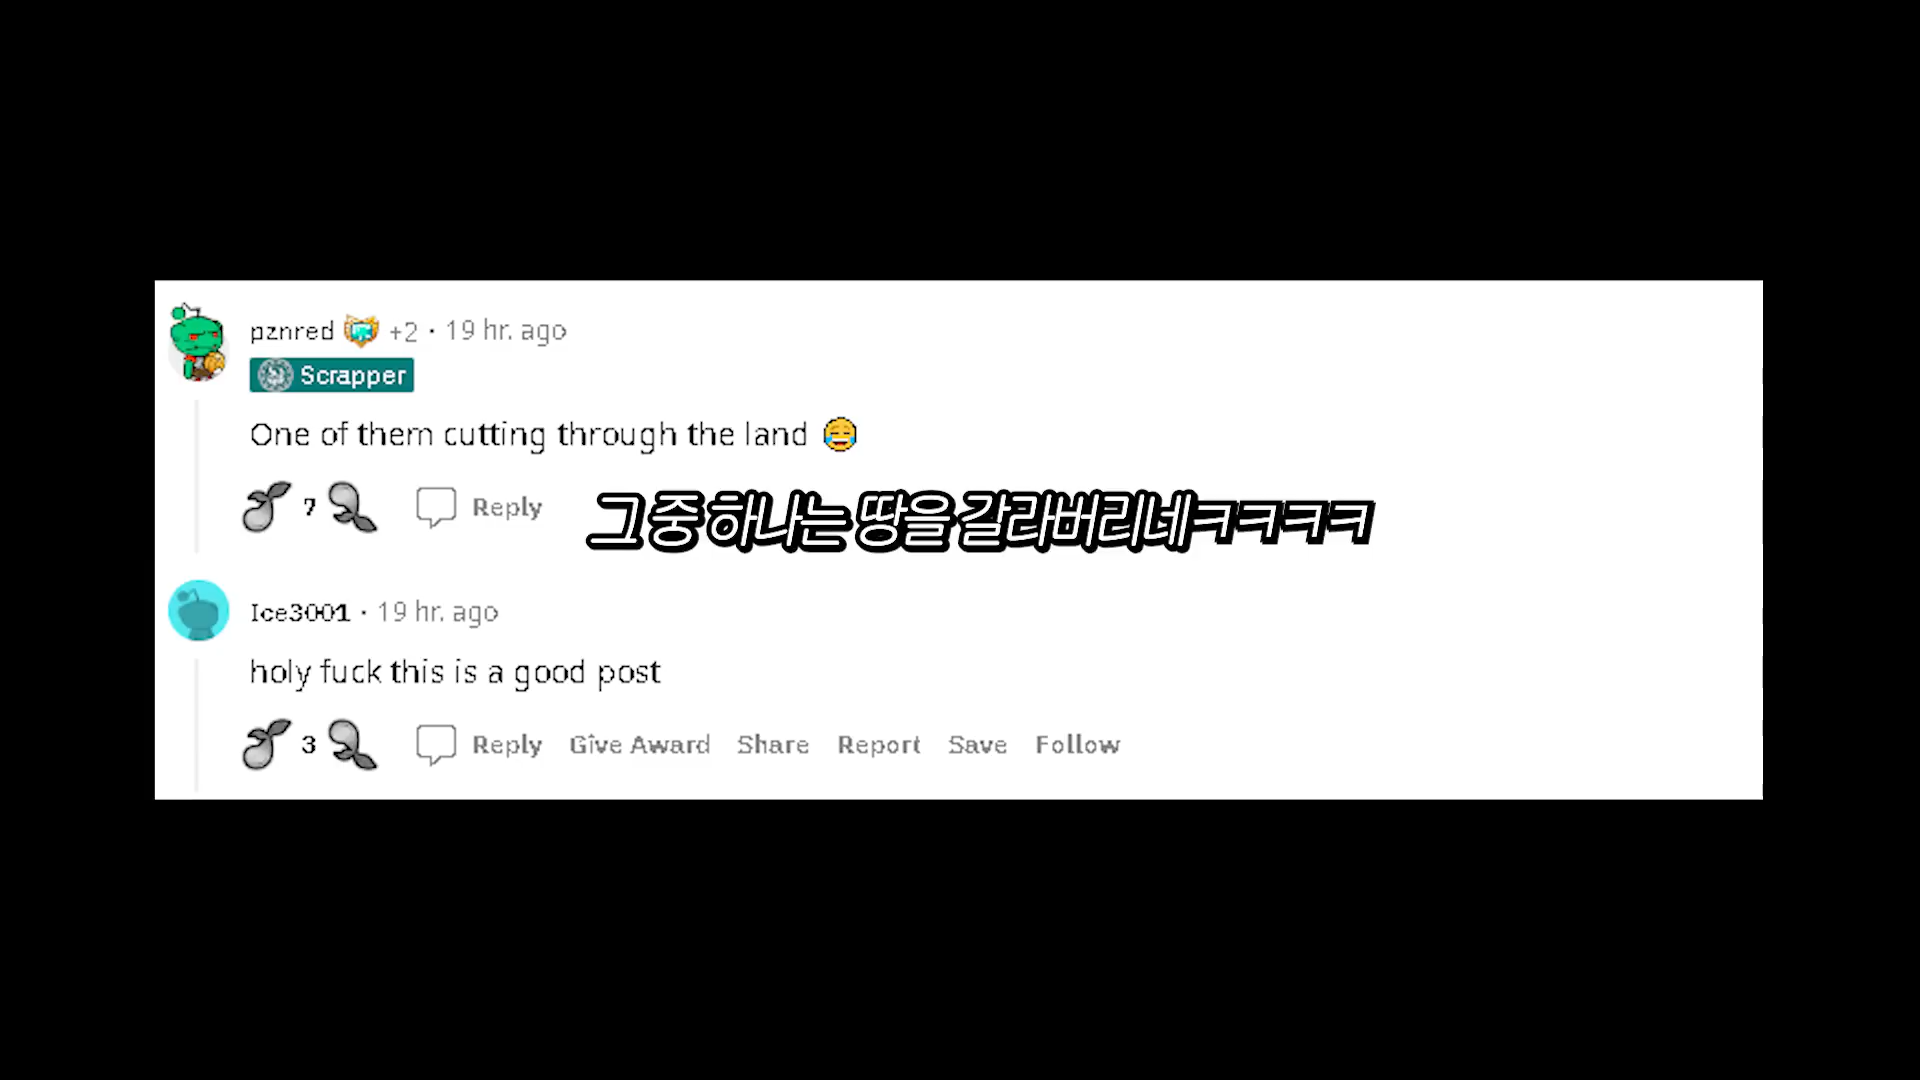 pznred +2 · 19 hr. ago
Scrapper
One of them cutting through the land 😂
7 Reply
그 중 하나는 땅을 갈라버리네ㅋㅋㅋㅋ
Ice3001 · 19 hr. ago
holy fuck this is a good post
3 Reply Give Award Share Report Save Follow